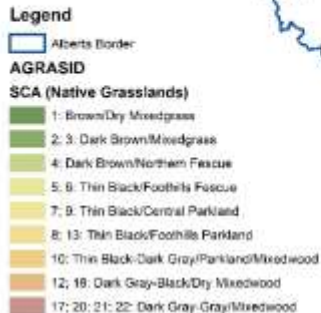 Legend
Alberta Border
AGRASID
SCA (Native Grasslands)
1: Brown/Dry Mixedgrass
2; 3: Dark Brown/Mixedgrass
4: Dark Brown/Northern Fescue
5; 6: Thin Black/Foothills Fescue
7; 9: Thin Black/Central Parkland
8; 13: Thin Black/Foothills Parkland
10: Thin Black-Dark Gray/Parkland/Mixedwood
12; 18: Dark Gray-Black/Dry Mixedwood
17; 20; 21; 22: Dark Gray-Gray/Mixedwood